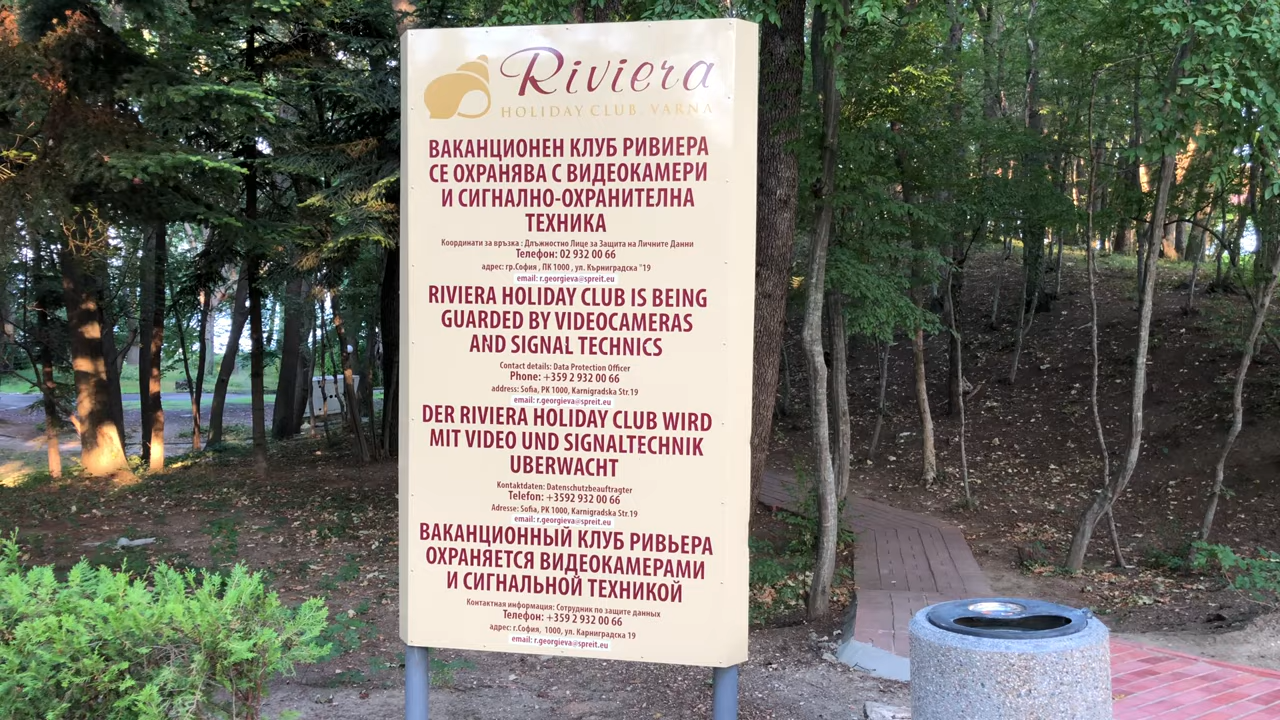 Riviera
HOLIDAY CLUB VARNA
ВАКАНЦИОНЕН КЛУБ РИВИЕРА
СЕ ОХРАНЯВА С ВИДЕОКАМЕРИ
И СИГНАЛНО-ОХРАНИТЕЛНА
ТЕХНИКА
Координати за връзка : Длъжностно Лице за Защита на Личните Данни
Телефон: 02 932 00 66
адрес: гр.София , ПК 1000 , ул. Кърниградска "19
email: r.georgieva@spreit.eu
RIVIERA HOLIDAY CLUB IS BEING
GUARDED BY VIDEOCAMERAS
AND SIGNAL TECHNICS
Contact details: Data Protection Officer
Phone: +359 2 932 00 66
address: Sofia, PK 1000, Karnigradska Str.19
email: r.georgieva@spreit.eu
DER RIVIERA HOLIDAY CLUB WIRD
MIT VIDEO UND SIGNALTECHNIK
UBERWACHT
Kontaktdaten: Datenschutzbeauftragter
Telefon: +3592 932 00 66
Adresse: Sofia, PK 1000, Karnigradska Str.19
email: r.georgieva@spreit.eu
ВАКАНЦИОННЫЙ КЛУБ РИВЬЕРА
ОХРАНЯЕТСЯ ВИДЕОКАМЕРАМИ
И СИГНАЛЬНОЙ ТЕХНИКОЙ
Контактная информация: Сотрудник по защите данных
Телефон: +359 2 932 00 66
адрес: г.София, 1000, ул. Карниградска 19
email: r.georgieva@spreit.eu